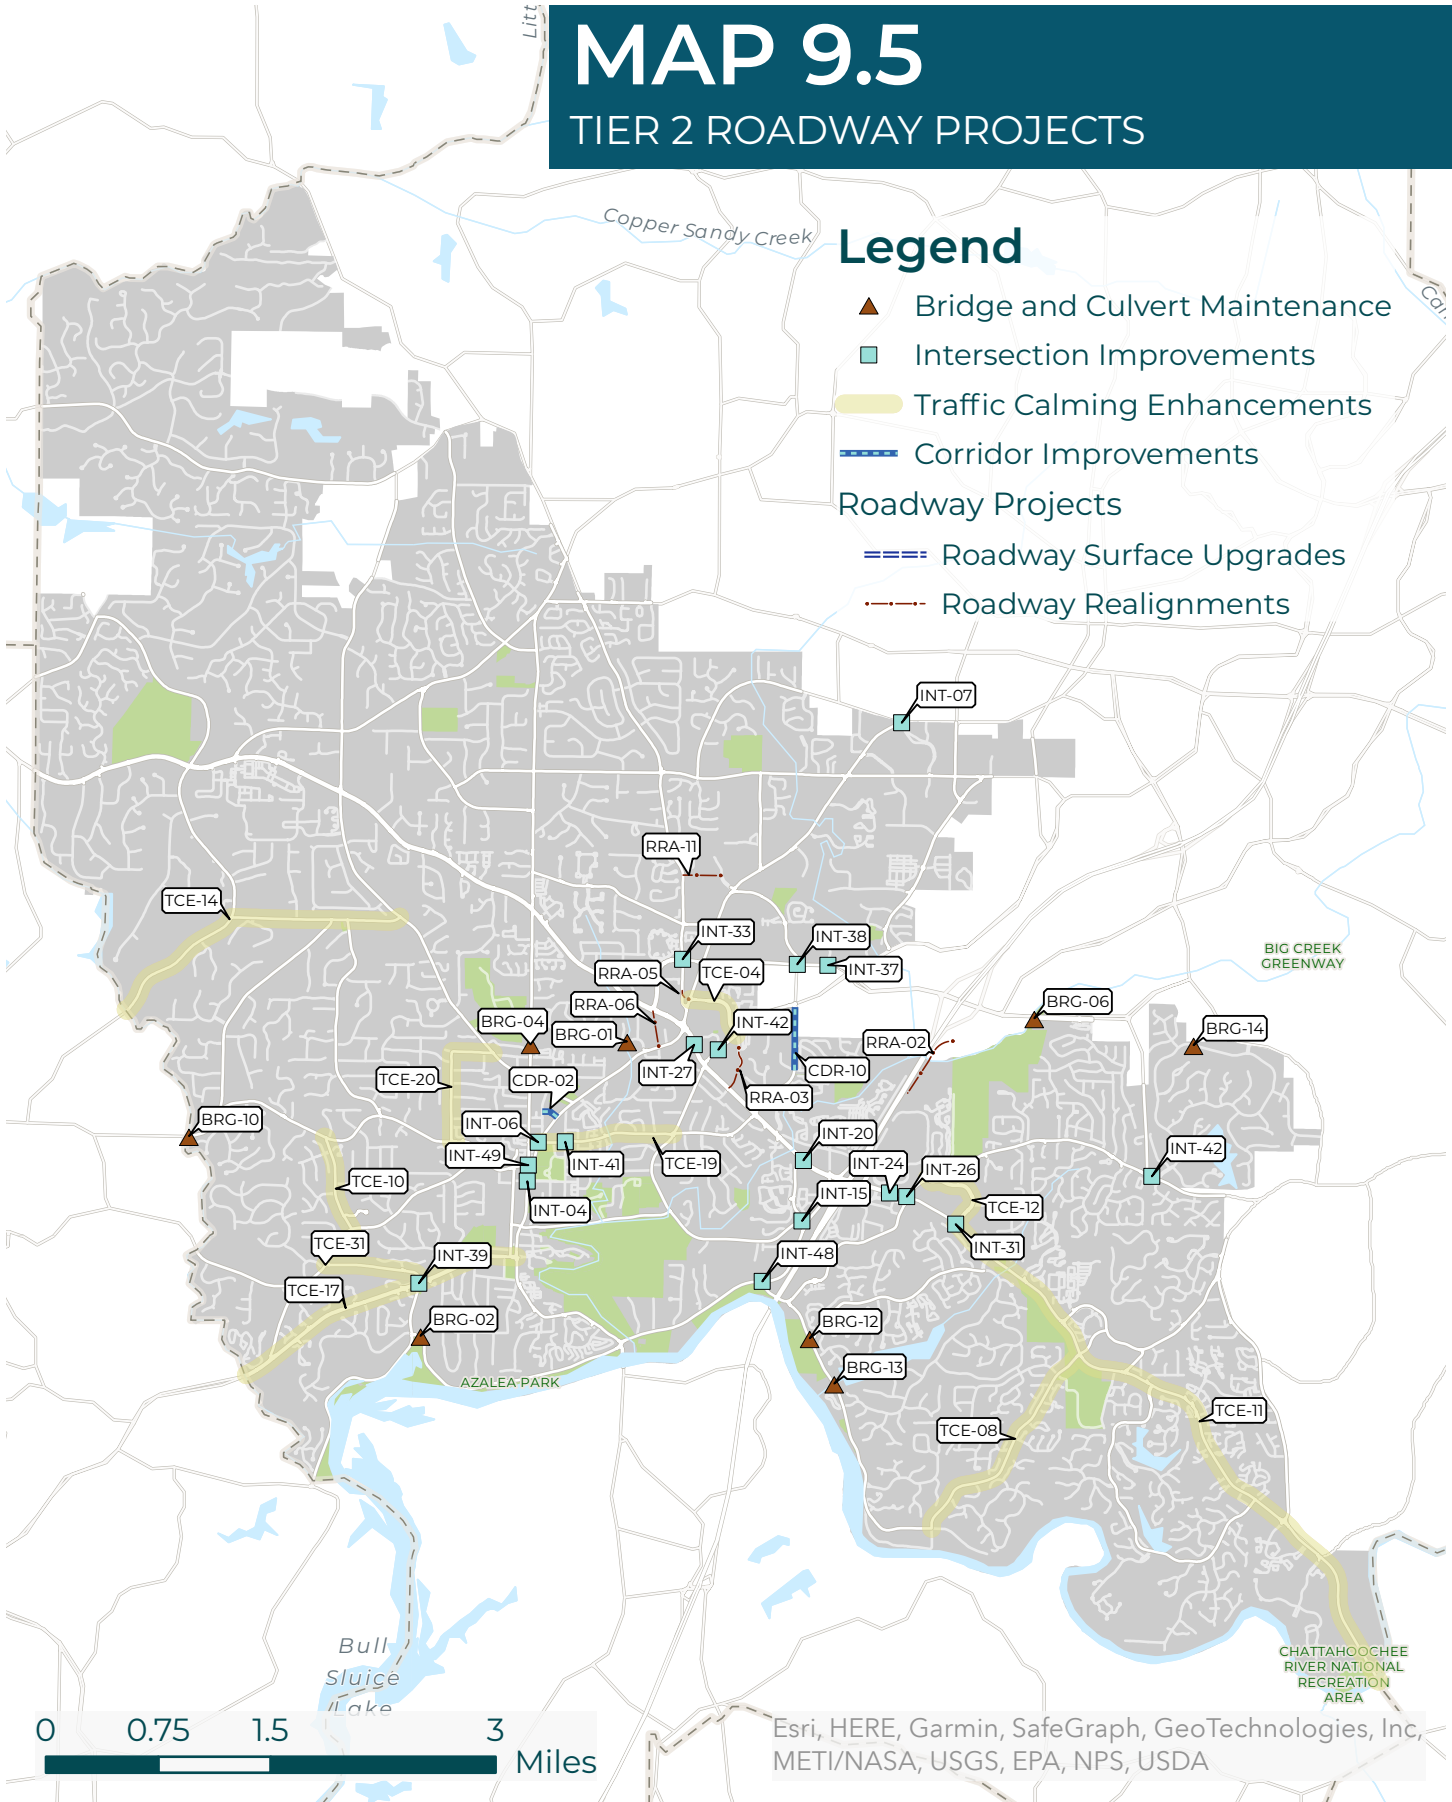 MAP 9.5
TIER 2 ROADWAY PROJECTS
Litt
Copper Sandy Creek
Legend
Bridge and Culvert Maintenance
Intersection Improvements
Traffic Calming Enhancements
Corridor Improvements
Roadway Projects
Roadway Surface Upgrades
Roadway Realignments
INT-07
RRA-11
TCE-14
INT-33
INT-38
INT-37
BIG CREEK
GREENWAY
RRA-05
TCE-04
RRA-06
BRG-06
BRG-04
BRG-01
INT-42
BRG-14
RRA-02
INT-27
CDR-10
TCE-20
CDR-02
RRA-03
BRG-10
INT-06
INT-20
INT-42
INT-49
INT-41
TCE-19
INT-24
INT-26
TCE-10
INT-15
TCE-12
INT-04
TCE-31
INT-39
INT-48
INT-31
TCE-17
BRG-02
BRG-12
BRG-13
AZALEA PARK
TCE-08
TCE-11
Bull
Sluice
Lake
CHATTAHOOCHEE
RIVER NATIONAL
RECREATION
AREA
0 0.75 1.5 3
Miles
Esri, HERE, Garmin, SafeGraph, GeoTechnologies, Inc,
METI/NASA, USGS, EPA, NPS, USDA